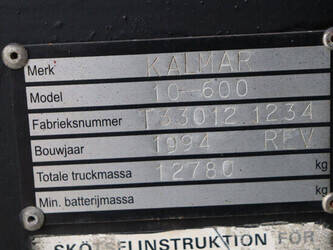 Merk KALMAR
Model 10-600
Fabrieksnummer T33012.1234
Bouwjaar 1994 REV
Totale truckmassa 12780 kg
Min. batterijmassa kg
SKÖTSELINSTRUKTION FÖR